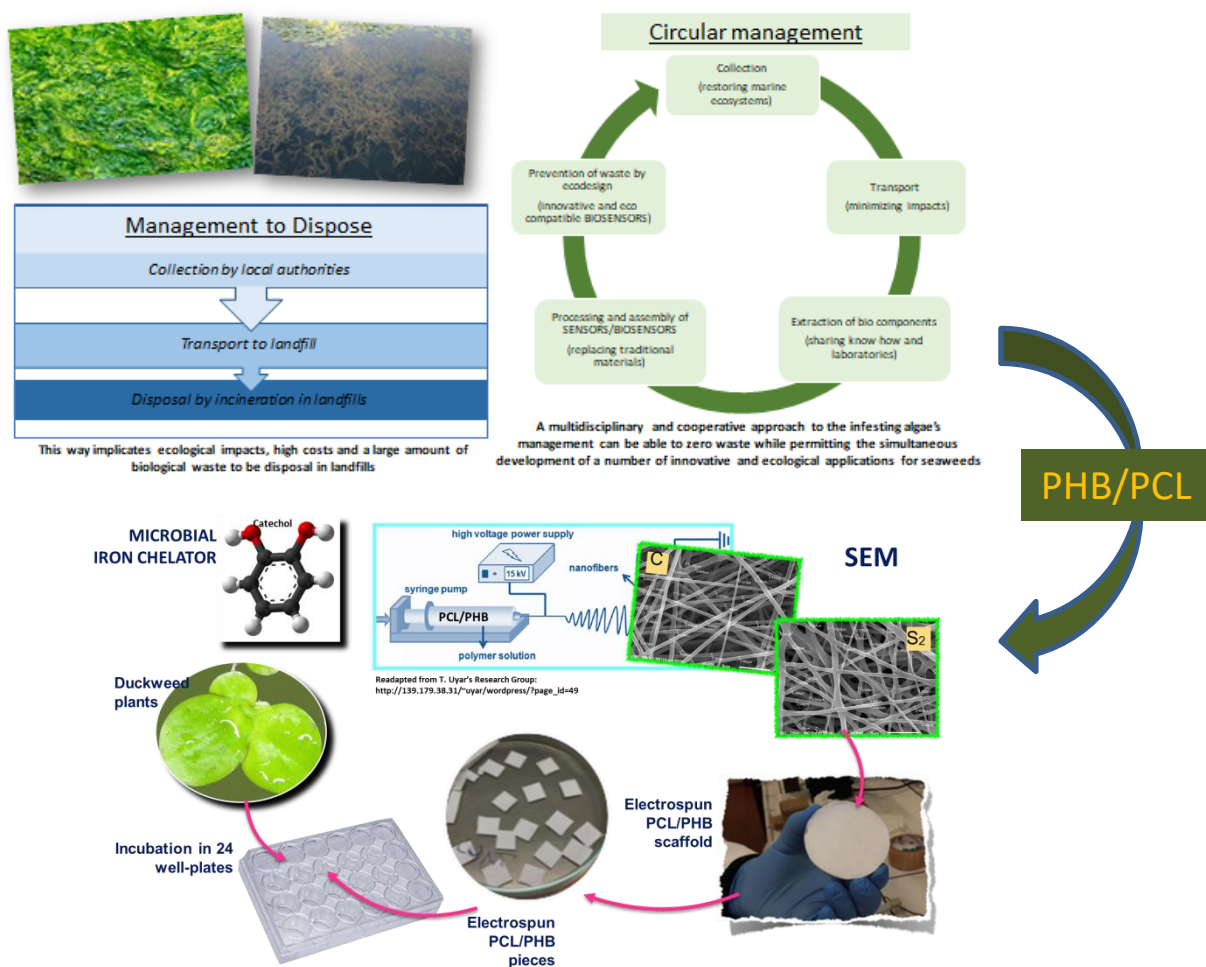 Circular management
Collection
(restoring marine
ecosystems)
Prevention of waste by
ecodesign
(innovative and eco
compatible BIOSENSORS)
Transport
(minimizing impacts)
Processing and assembly of
SENSORS/BIOSENSORS
(replacing traditional
materials)
Extraction of bio components
(sharing know-how and
laboratories)
A multidisciplinary and cooperative approach to the infesting algae's
management can be able to zero waste while permitting the simultaneous
development of a number of innovative and ecological applications for seaweeds
Management to Dispose
Collection by local authorities
Transport to landfill
Disposal by incineration in landfills
This way implicates ecological impacts, high costs and a large amount of
biological waste to be disposal in landfills
PHB/PCL
MICROBIAL
IRON CHELATOR
Catechol
high voltage power supply
15 kV
nanofibers
syringe pump
PCL/PHB
polymer solution
C
SEM
S2
Readapted from T. Uyar's Research Group:
http://139.179.38.31/~uyar/wordpress/?page_id=49
Duckweed
plants
Incubation in 24
well-plates
Electrospun
PCL/PHB
pieces
Electrospun
PCL/PHB
scaffold